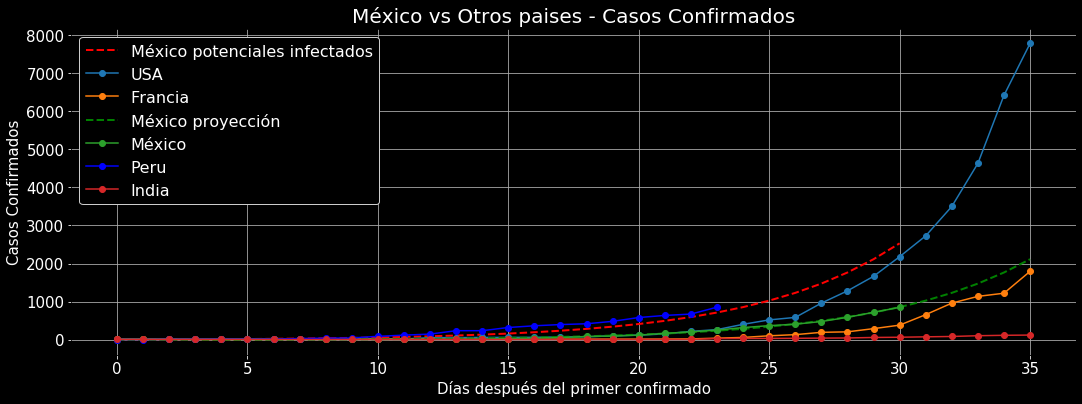 México vs Otros paises - Casos Confirmados
8000
7000
6000
5000
4000
3000
2000
1000
0
Casos Confirmados
México potenciales infectados
USA
Francia
México proyección
México
Peru
India
0 5 10 15 20 25 30 35
Días después del primer confirmado